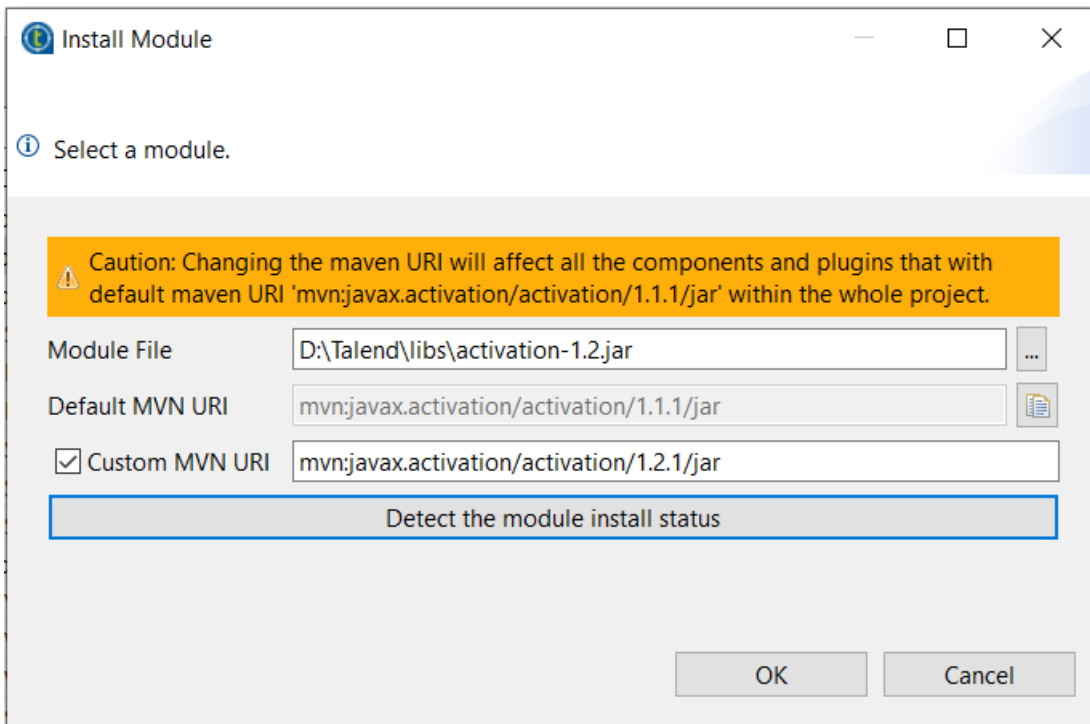 Install Module
Select a module.
Caution: Changing the maven URI will affect all the components and plugins that with
default maven URI 'mvn:javax.activation/activation/1.1.1/jar' within the whole project.
Module File D:\Talend\libs\activation-1.2.jar ...
Default MVN URI mvn:javax.activation/activation/1.1.1/jar
Custom MVN URI mvn:javax.activation/activation/1.2.1/jar
Detect the module install status
OK Cancel